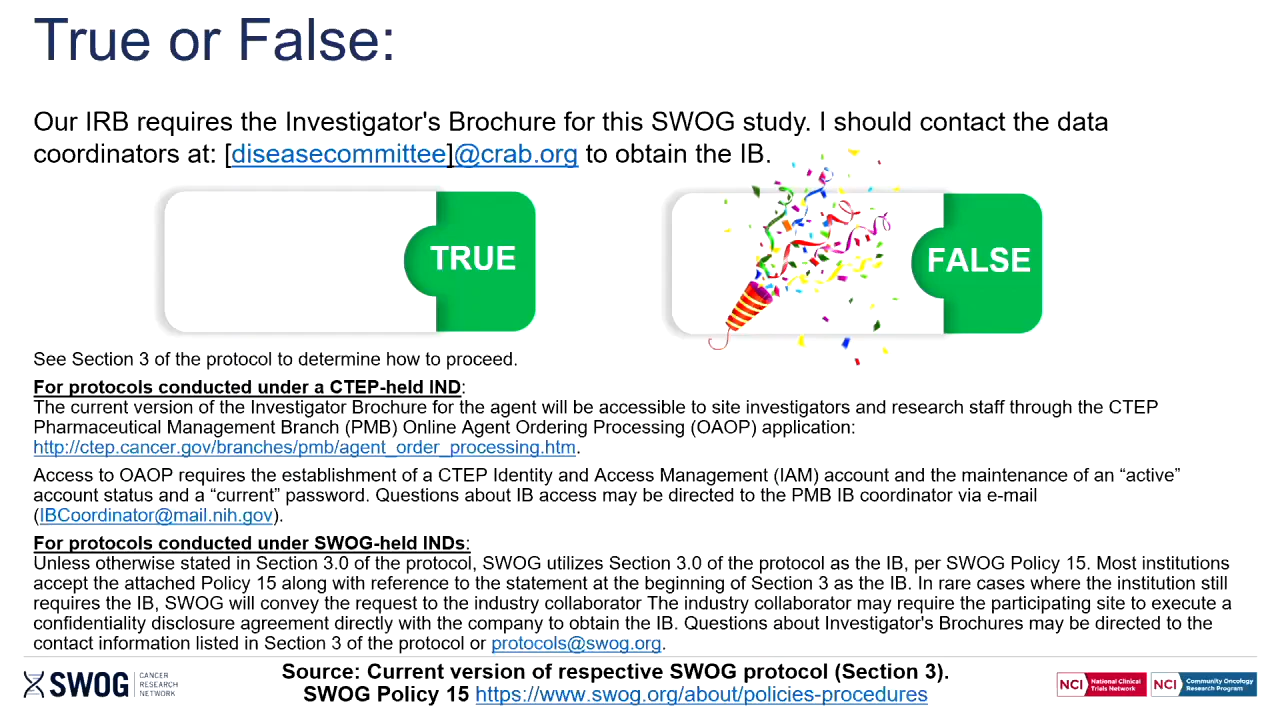 True or False:
Our IRB requires the Investigator's Brochure for this SWOG study. I should contact the data
coordinators at: [diseasecommittee]@crab.org to obtain the IB.
TRUE
FALSE
See Section 3 of the protocol to determine how to proceed.
For protocols conducted under a CTEP-held IND:
The current version of the Investigator Brochure for the agent will be accessible to site investigators and research staff through the CTEP
Pharmaceutical Management Branch (PMB) Online Agent Ordering Processing (OAOP) application:
http://ctep.cancer.gov/branches/pmb/agent_order_processing.htm.
Access to OAOP requires the establishment of a CTEP Identity and Access Management (IAM) account and the maintenance of an “active”
account status and a “current” password. Questions about IB access may be directed to the PMB IB coordinator via e-mail
(IBCoordinator@mail.nih.gov).
For protocols conducted under SWOG-held INDs:
Unless otherwise stated in Section 3.0 of the protocol, SWOG utilizes Section 3.0 of the protocol as the IB, per SWOG Policy 15. Most institutions
accept the attached Policy 15 along with reference to the statement at the beginning of Section 3 as the IB. In rare cases where the institution still
requires the IB, SWOG will convey the request to the industry collaborator The industry collaborator may require the participating site to execute a
confidentiality disclosure agreement directly with the company to obtain the IB. Questions about Investigator's Brochures may be directed to the
contact information listed in Section 3 of the protocol or protocols@swog.org.
Source: Current version of respective SWOG protocol (Section 3).
SWOG Policy 15 https://www.swog.org/about/policies-procedures
SWOG
CANCER
RESEARCH
NETWORK
NCI
National Clinical
Trials Network
NCI
Community Oncology
Research Program